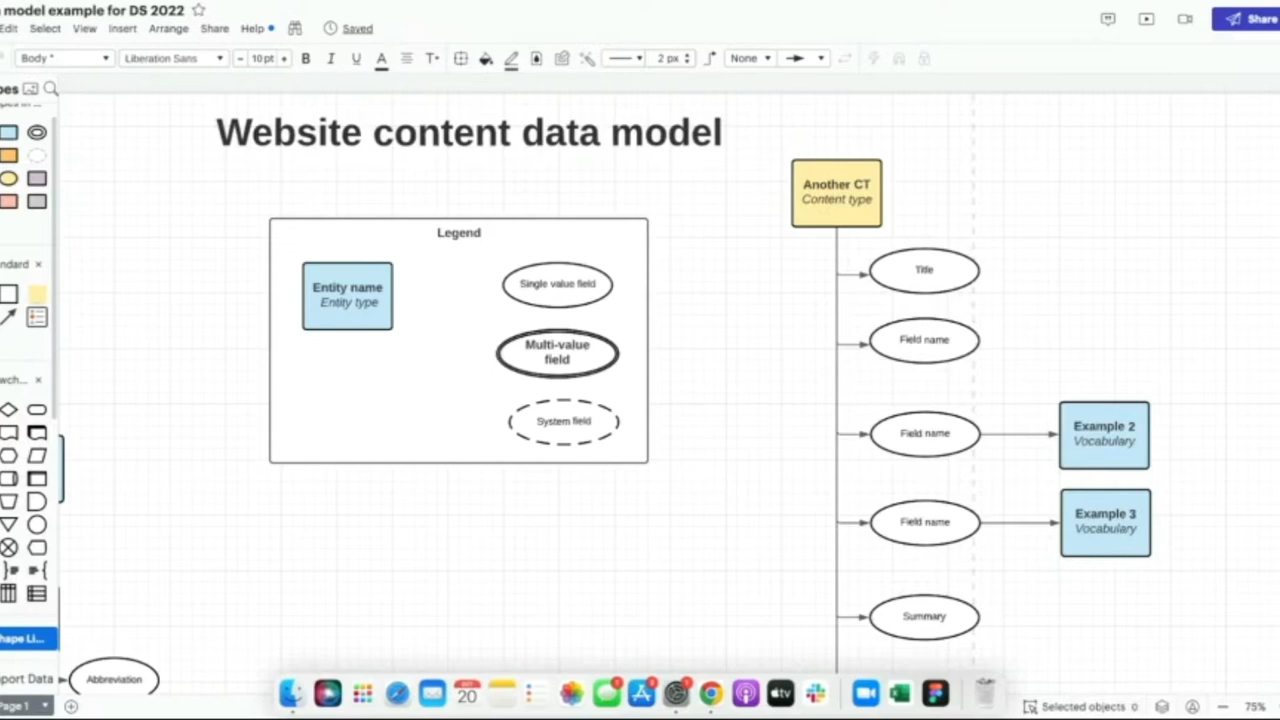 model example for DS 2022
Edit Select View Insert Arrange Share Help Saved
Share
Body * Liberation Sans 10 pt B I U A T 2 px None
Website content data model
Another CT
Content type
Legend
Entity name
Entity type
Single value field
Multi-value
field
System field
Title
Field name
Field name
Example 2
Vocabulary
Field name
Example 3
Vocabulary
Summary
Abbreviation
OCT
20
tv
Page 1
Selected objects 0
75%